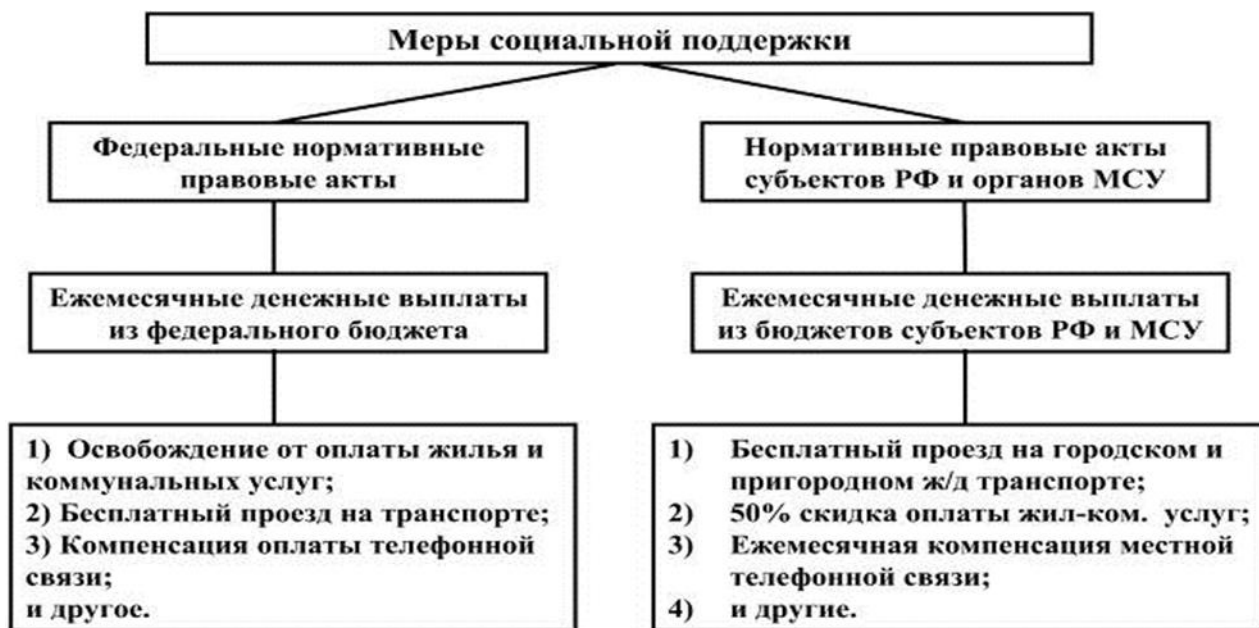 Меры социальной поддержки
Федеральные нормативные
правовые акты
Нормативные правовые акты
субъектов РФ и органов МСУ
Ежемесячные денежные выплаты
из федерального бюджета
Ежемесячные денежные выплаты
из бюджетов субъектов РФ и МСУ
1) Освобождение от оплаты жилья и
коммунальных услуг;
2) Бесплатный проезд на транспорте;
3) Компенсация оплаты телефонной
связи;
и другое.
1) Бесплатный проезд на городском и
пригородном ж/д транспорте;
2) 50% скидка оплаты жил-ком. услуг;
3) Ежемесячная компенсация местной
телефонной связи;
4) и другие.